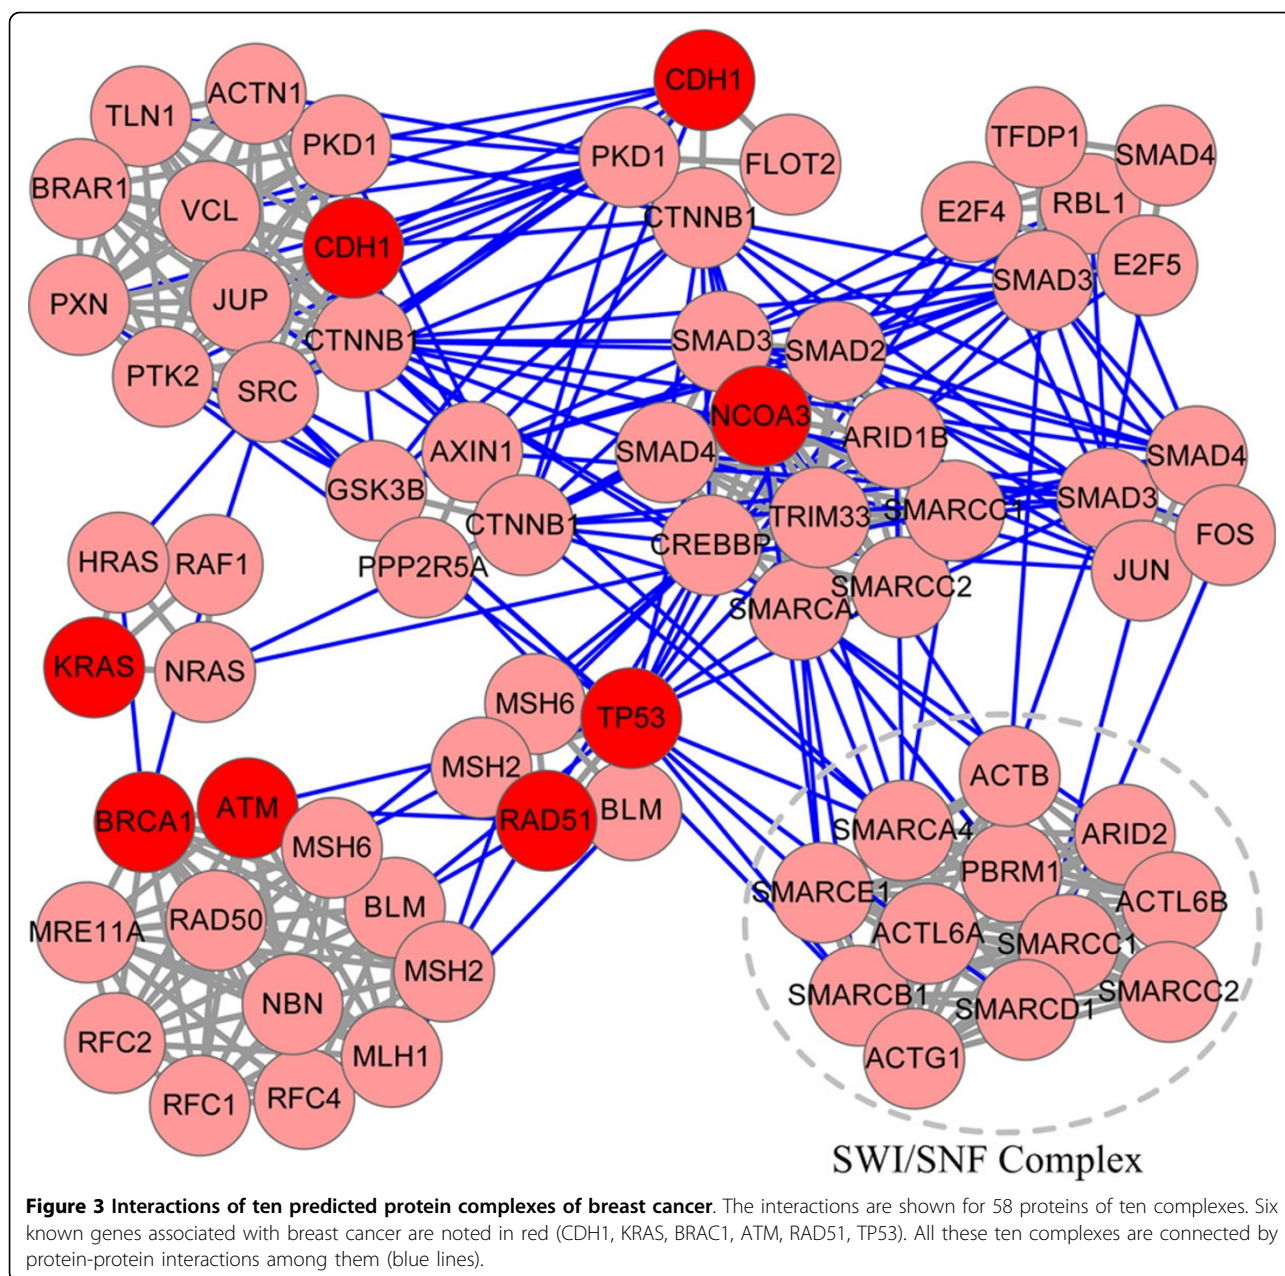 CDH1
ACTN1
TLN1
PKD1
PKD1
FLOT2
TFDP1
SMAD4
BRAR1
VCL
CTNNB1
E2F4
RBL1
CDH1
SMAD3
E2F5
PXN
JUP
CTNNB1
SMAD3
SMAD2
PTK2
SRC
NCOA3
AXIN1
SMAD4
ARID1B
SMAD4
GSK3B
CTNNB1
TRIM33
SMARCC1
SMAD3
FOS
CREBBP
HRAS
RAF1
PPP2R5A
JUN
SMARCC2
SMARCA
KRAS
NRAS
MSH6
TP53
MSH2
ACTB
BRCA1
ATM
RAD51
BLM
SMARCA4
ARID2
MSH6
PBRM1
SMARCE1
ACTL6B
BLM
MRE11A
RAD50
ACTL6A
SMARCC1
MSH2
SMARCB1
SMARCD1
SMARCC2
NBN
RFC2
MLH1
ACTG1
RFC1
RFC4
SWI/SNF Complex
Figure 3 Interactions of ten predicted protein complexes of breast cancer. The interactions are shown for 58 proteins of ten complexes. Six
known genes associated with breast cancer are noted in red (CDH1, KRAS, BRAC1, ATM, RAD51, TP53). All these ten complexes are connected by
protein-protein interactions among them (blue lines).